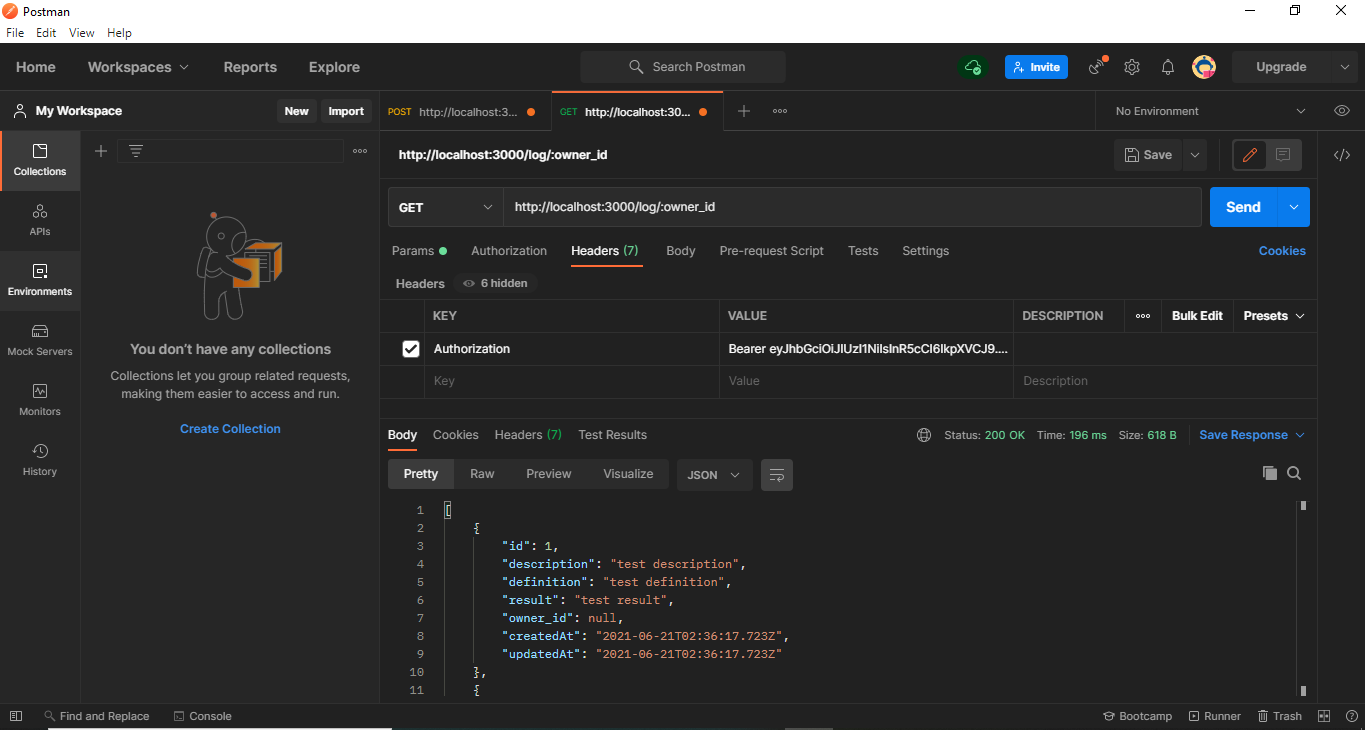 Postman
File Edit View Help
Home Workspaces Reports Explore Search Postman Invite Upgrade
My Workspace New Import POST http://localhost:3... GET http://localhost:30... No Environment
Collections
APIs
Environments
Mock Servers
Monitors
History
You don't have any collections
Collections let you group related requests,
making them easier to access and run.
Create Collection
http://localhost:3000/log/:owner_id Save
GET http://localhost:3000/log/:owner_id Send
Params Authorization Headers (7) Body Pre-request Script Tests Settings Cookies
Headers 6 hidden
KEY VALUE DESCRIPTION Bulk Edit Presets
Authorization Bearer eyJhbGciOiJIUzI1NiIsInR5cCI6IkpXVCJ9....
Key Value Description
Body Cookies Headers (7) Test Results Status: 200 OK Time: 196 ms Size: 618 B Save Response
Pretty Raw Preview Visualize JSON
1 [
2 {
3 "id": 1,
4 "description": "test description",
5 "definition": "test definition",
6 "result": "test result",
7 "owner_id": null,
8 "createdAt": "2021-06-21T02:36:17.723Z",
9 "updatedAt": "2021-06-21T02:36:17.723Z"
10 },
11 {
Find and Replace Console Bootcamp Runner Trash